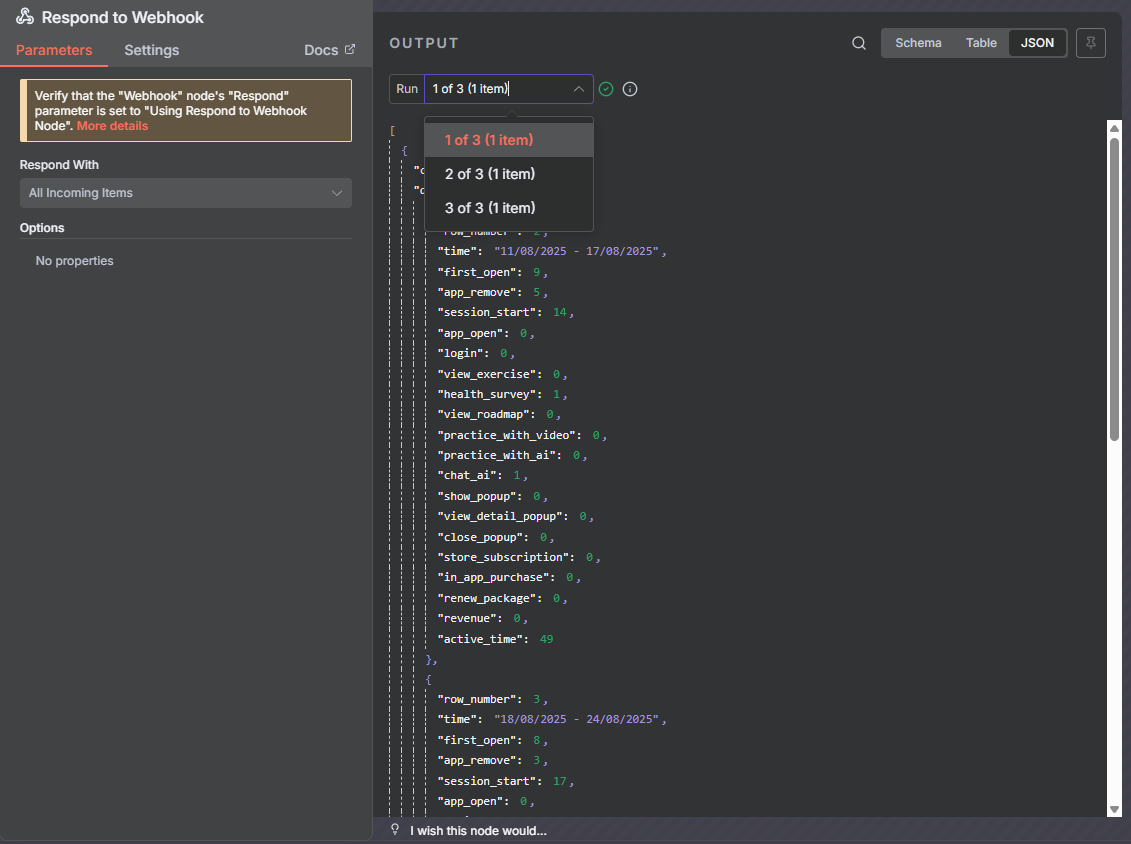 Respond to Webhook
Parameters
Settings
Docs
Verify that the "Webhook" node's "Respond"
parameter is set to "Using Respond to Webhook
Node". More details
Respond With
All Incoming Items
Options
No properties
OUTPUT
Schema
Table
JSON
Run
1 of 3 (1 item)
1 of 3 (1 item)
2 of 3 (1 item)
3 of 3 (1 item)
[
{
"time": "11/08/2025 - 17/08/2025",
"first_open": 9,
"app_remove": 5,
"session_start": 14,
"app_open": 0,
"login": 0,
"view_exercise": 0,
"health_survey": 1,
"view_roadmap": 0,
"practice_with_video": 0,
"practice_with_ai": 0,
"chat_ai": 1,
"show_popup": 0,
"view_detail_popup": 0,
"close_popup": 0,
"store_subscription": 0,
"in_app_purchase": 0,
"renew_package": 0,
"revenue": 0,
"active_time": 49
},
{
"row_number": 3,
"time": "18/08/2025 - 24/08/2025",
"first_open": 8,
"app_remove": 3,
"session_start": 17,
"app_open": 0,
I wish this node would...